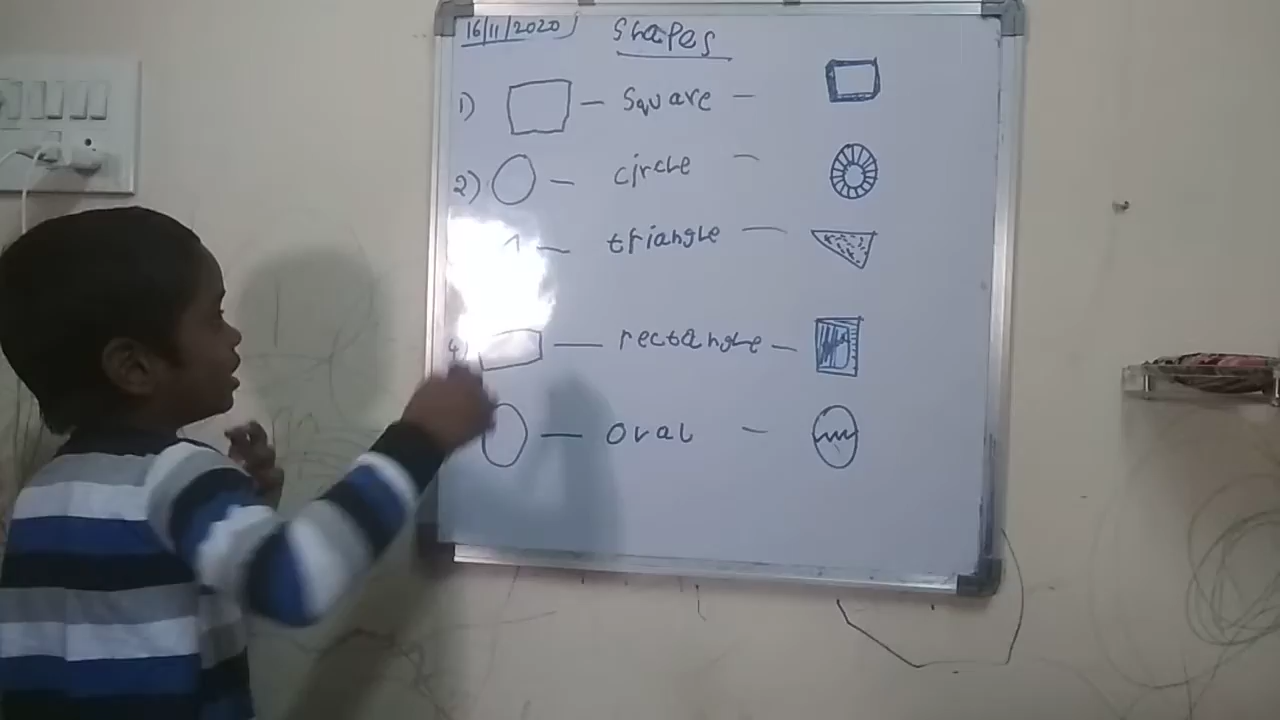 16/11/2020
Shapes
1) — Square —
2) — circle —
— triangle —
4) — rectangle —
— oval —